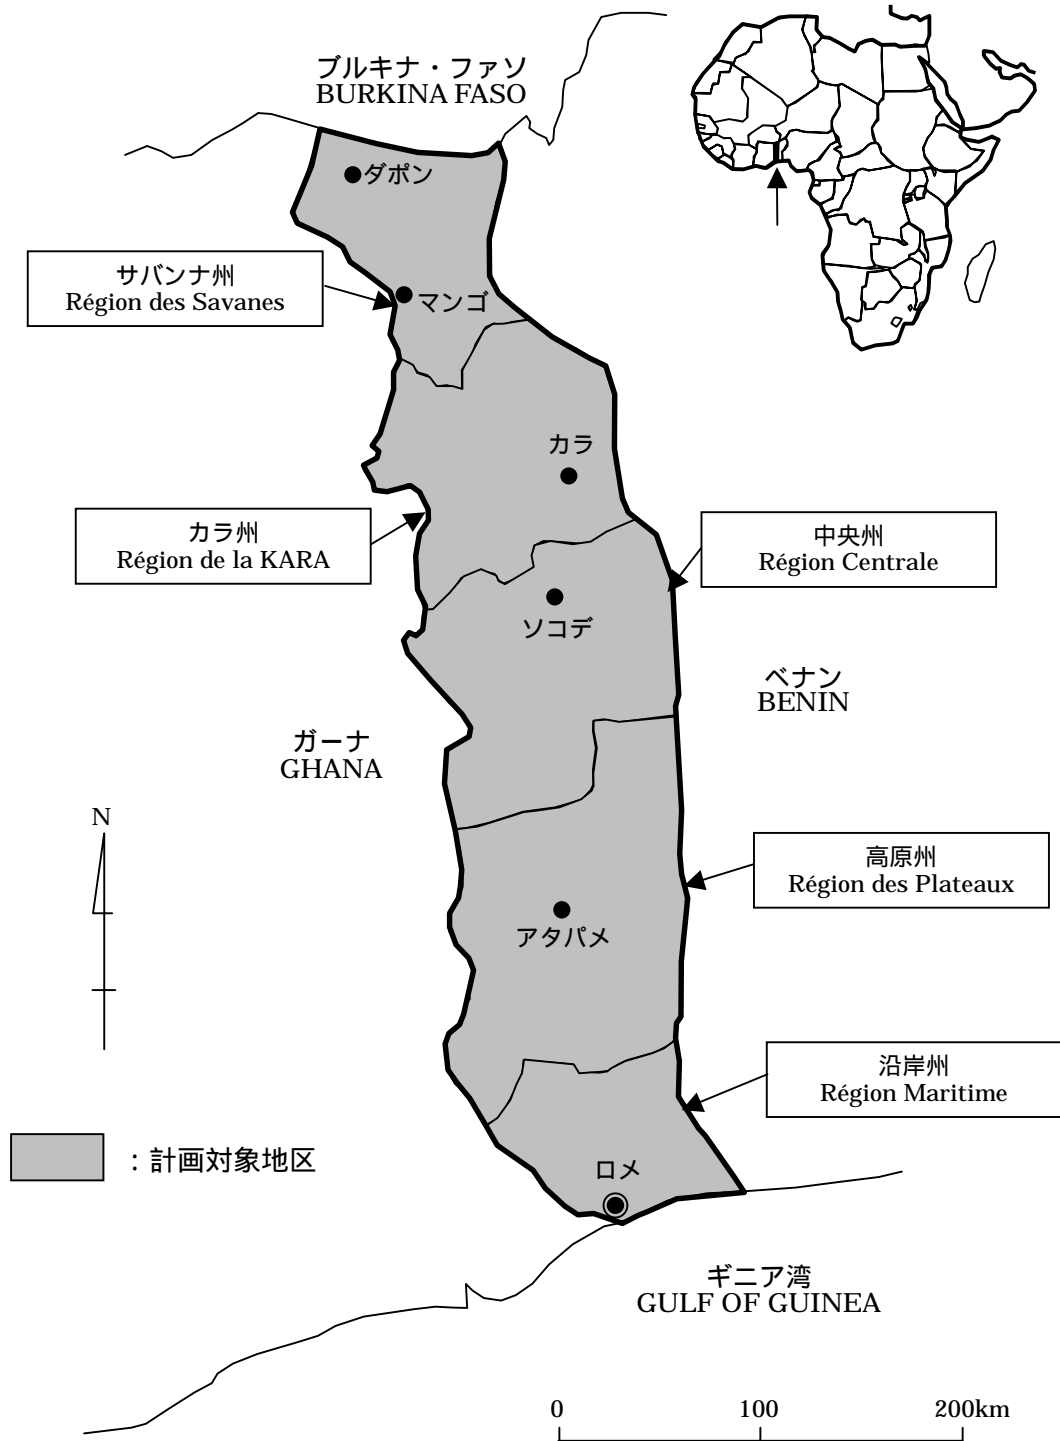 ブルキナ・ファソ
BURKINA FASO
ダポン
サバンナ州
Région des Savanes
マンゴ
カラ
カラ州
Région de la KARA
中央州
Région Centrale
ソコデ
ベナン
BENIN
ガーナ
GHANA
N
高原州
Région des Plateaux
アタパメ
沿岸州
Région Maritime
：計画対象地区
ロメ
ギニア湾
GULF OF GUINEA
0 100 200km